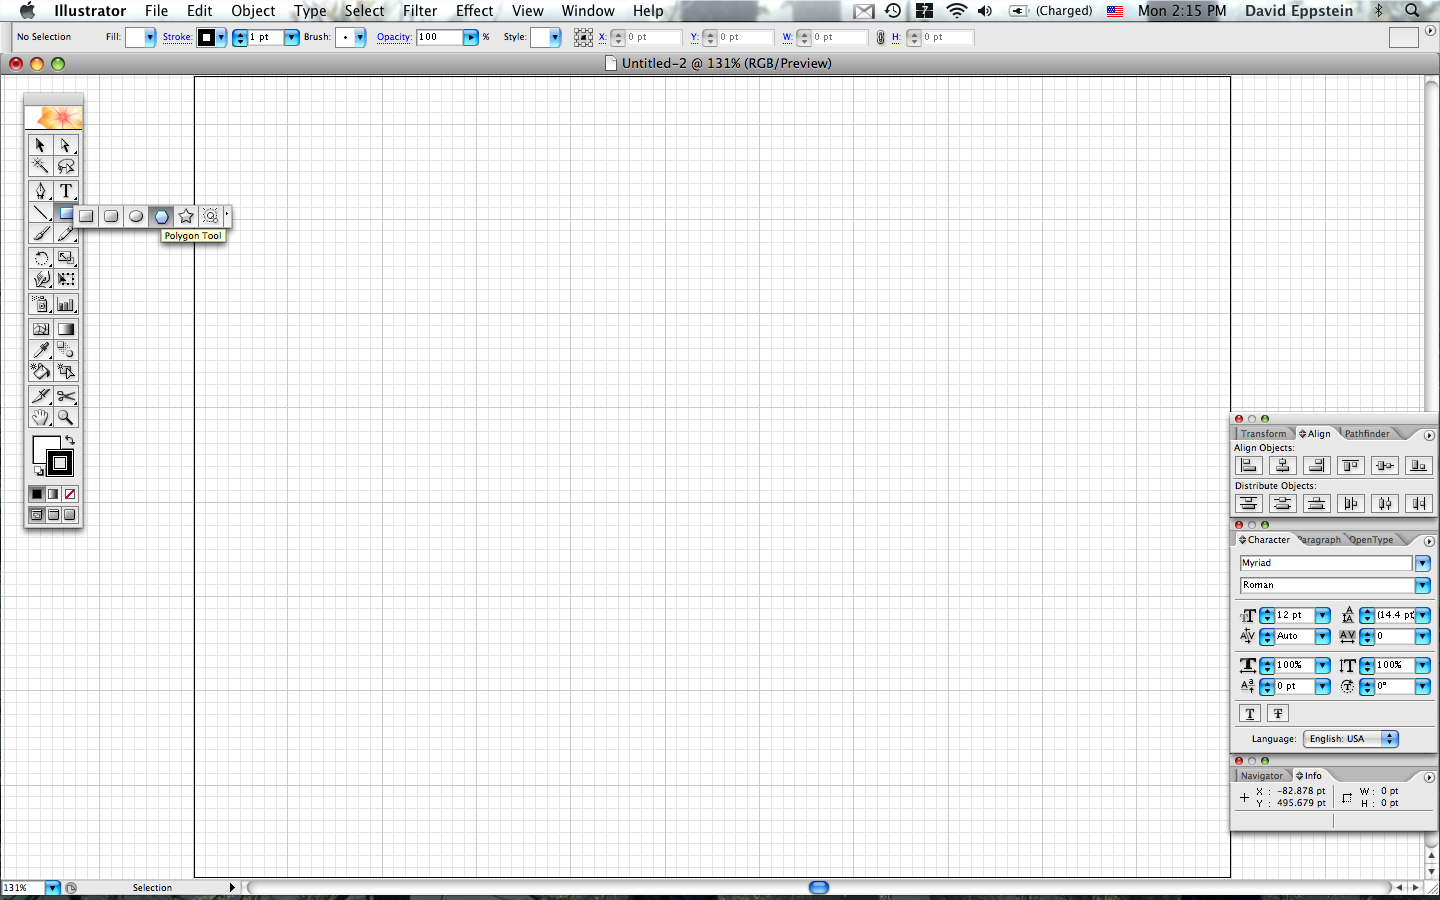 Illustrator File Edit Object Type Select Filter Effect View Window Help (Charged) Mon 2:15 PM David Eppstein
No Selection Fill: Stroke: 1 pt Brush: Opacity: 100 % Style: X: 0 pt Y: 0 pt W: 0 pt H: 0 pt
Untitled-2 @ 131% (RGB/Preview)
T
Polygon Tool
Transform Align Pathfinder
Align Objects:
Distribute Objects:
Character Paragraph OpenType
Myriad
Roman
12 pt (14.4 pt)
Auto 0
100% 100%
0 pt 0°
T T
Language: English: USA
Navigator Info
X : -82.878 pt W : 0 pt
Y : 495.679 pt H : 0 pt
131% Selection